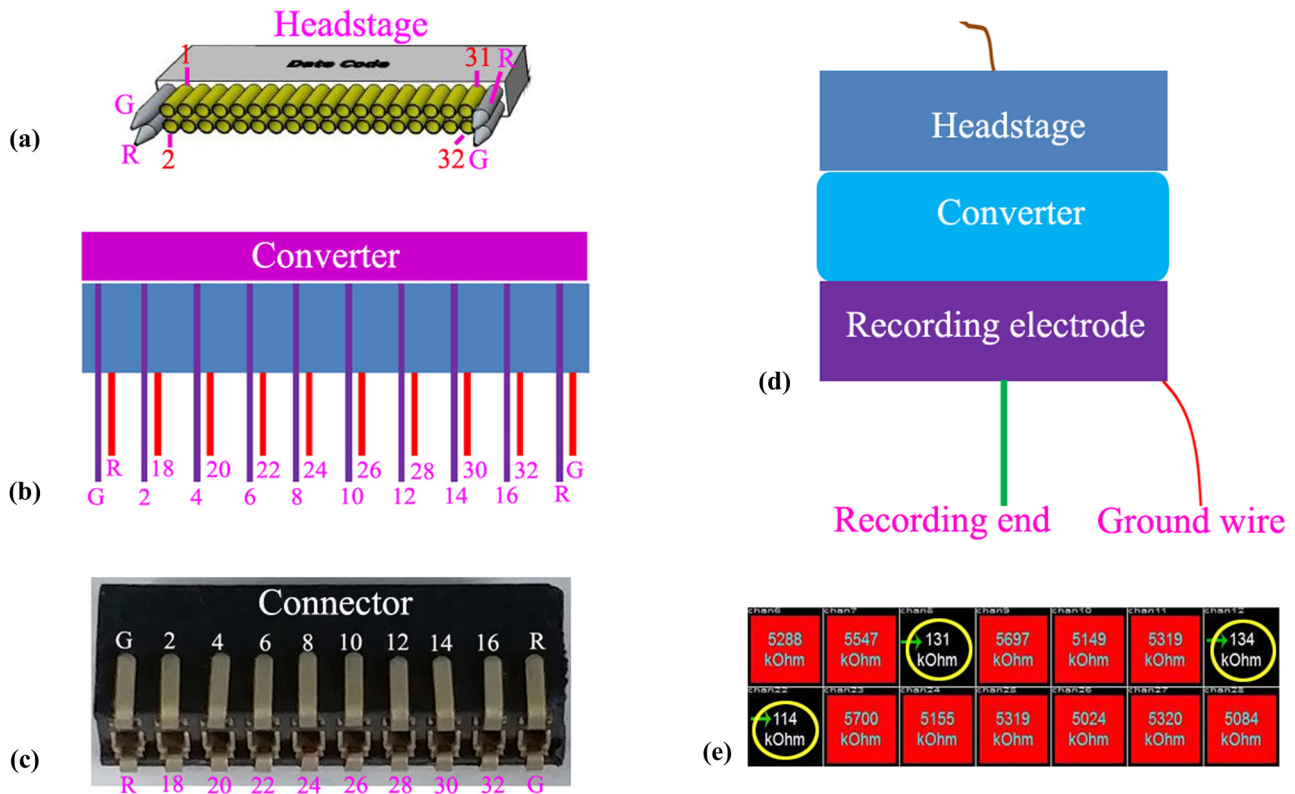 (a)
Headstage
1
31
R
Date Code
G
R
2
32
G
(b)
Converter
R 18 20 22 24 26 28 30 32 G
G 2 4 6 8 10 12 14 16 R
(c)
Connector
G 2 4 6 8 10 12 14 16 R
R 18 20 22 24 26 28 30 32 G
(d)
Headstage
Converter
Recording electrode
Recording end
Ground wire
(e)
chan6 chan7 chan8 chan9 chan10 chan11 chan12
5288 5547 131 5697 5149 5319 134
kOhm kOhm kOhm kOhm kOhm kOhm kOhm
chan22 chan23 chan24 chan25 chan26 chan27 chan28
114 5700 5155 5319 5024 5320 5084
kOhm kOhm kOhm kOhm kOhm kOhm kOhm